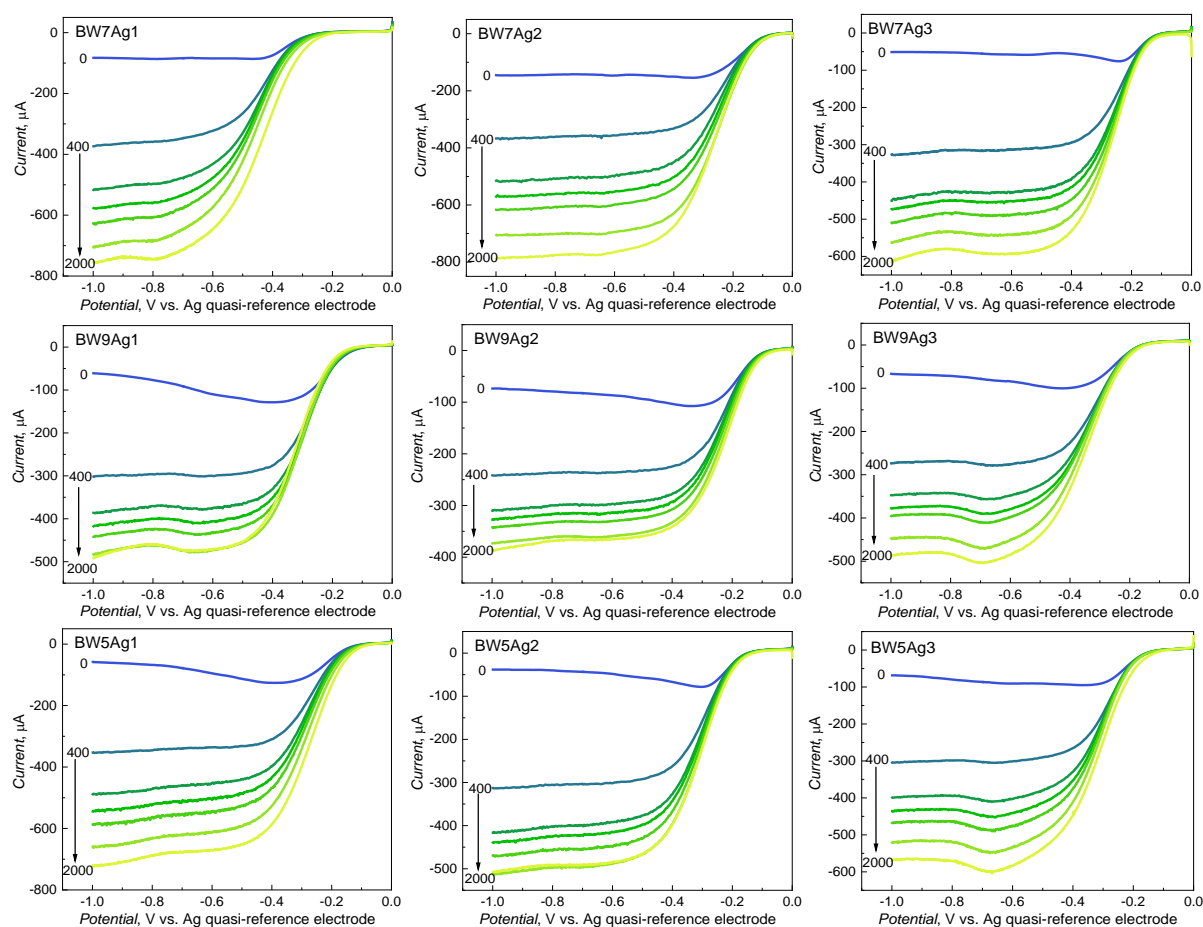 BW7Ag1
0
-200
-400
-600
-800
Current, µA
0
400
2000
-1.0 -0.8 -0.6 -0.4 -0.2 0.0
Potential, V vs. Ag quasi-reference electrode
BW7Ag2
0
-100
-200
-300
-400
-500
-600
-700
-800
Current, µA
0
400
2000
-1.0 -0.8 -0.6 -0.4 -0.2 0.0
Potential, V vs. Ag quasi-reference electrode
BW7Ag3
0
-100
-200
-300
-400
-500
-600
Current, µA
0
400
2000
-1.0 -0.8 -0.6 -0.4 -0.2 0.0
Potential, V vs. Ag quasi-reference electrode
BW9Ag1
0
-100
-200
-300
-400
-500
Current, µA
0
400
2000
-1.0 -0.8 -0.6 -0.4 -0.2 0.0
Potential, V vs. Ag quasi-reference electrode
BW9Ag2
0
-100
-200
-300
-400
Current, µA
0
400
2000
-1.0 -0.8 -0.6 -0.4 -0.2 0.0
Potential, V vs. Ag quasi-reference electrode
BW9Ag3
0
-100
-200
-300
-400
-500
Current, µA
0
400
2000
-1.0 -0.8 -0.6 -0.4 -0.2 0.0
Potential, V vs. Ag quasi-reference electrode
BW5Ag1
0
-200
-400
-600
-800
Current, µA
0
400
2000
-1.0 -0.8 -0.6 -0.4 -0.2 0.0
Potential, V vs. Ag quasi-reference electrode
BW5Ag2
0
-100
-200
-300
-400
-500
Current, µA
0
400
2000
-1.0 -0.8 -0.6 -0.4 -0.2 0.0
Potential, V vs. Ag quasi-reference electrode
BW5Ag3
0
-100
-200
-300
-400
-500
-600
Current, µA
0
400
2000
-1.0 -0.8 -0.6 -0.4 -0.2 0.0
Potential, V vs. Ag quasi-reference electrode